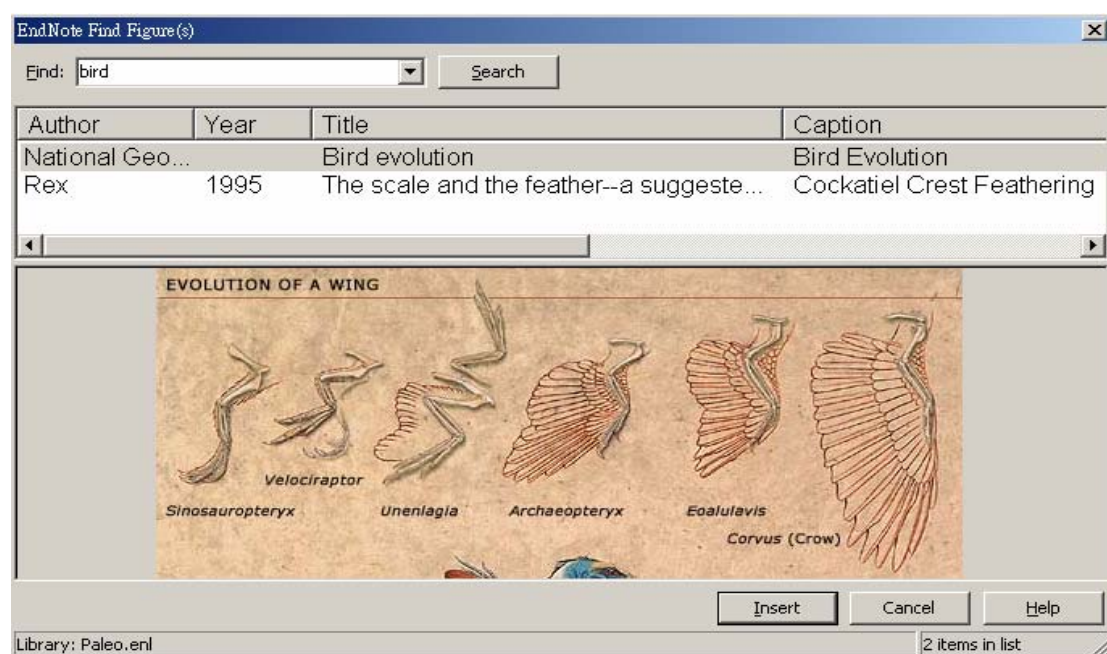 EndNote Find Figure(s)
Find: bird Search
Author Year Title Caption
National Geo... Bird evolution Bird Evolution
Rex 1995 The scale and the feather--a suggeste... Cockatiel Crest Feathering
EVOLUTION OF A WING
Velociraptor
Sinosauropteryx Unenlagia Archaeopteryx Eoalulavis
Corvus (Crow)
Insert Cancel Help
Library: Paleo.enl 2 items in list